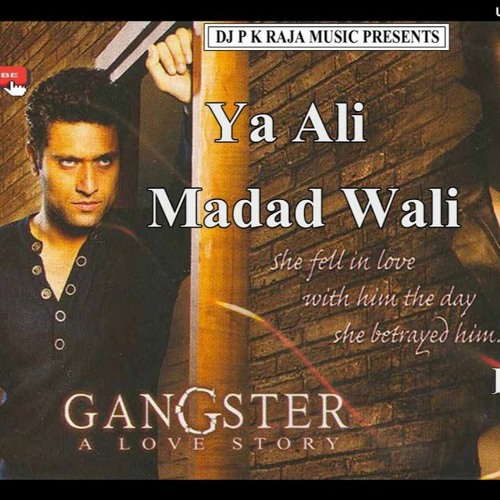 DJ P K RAJA MUSIC PRESENTS
BE
Ya Ali
Madad Wali
she fell in love
with him the day
she betrayed him.
GANGSTER
A LOVE STORY